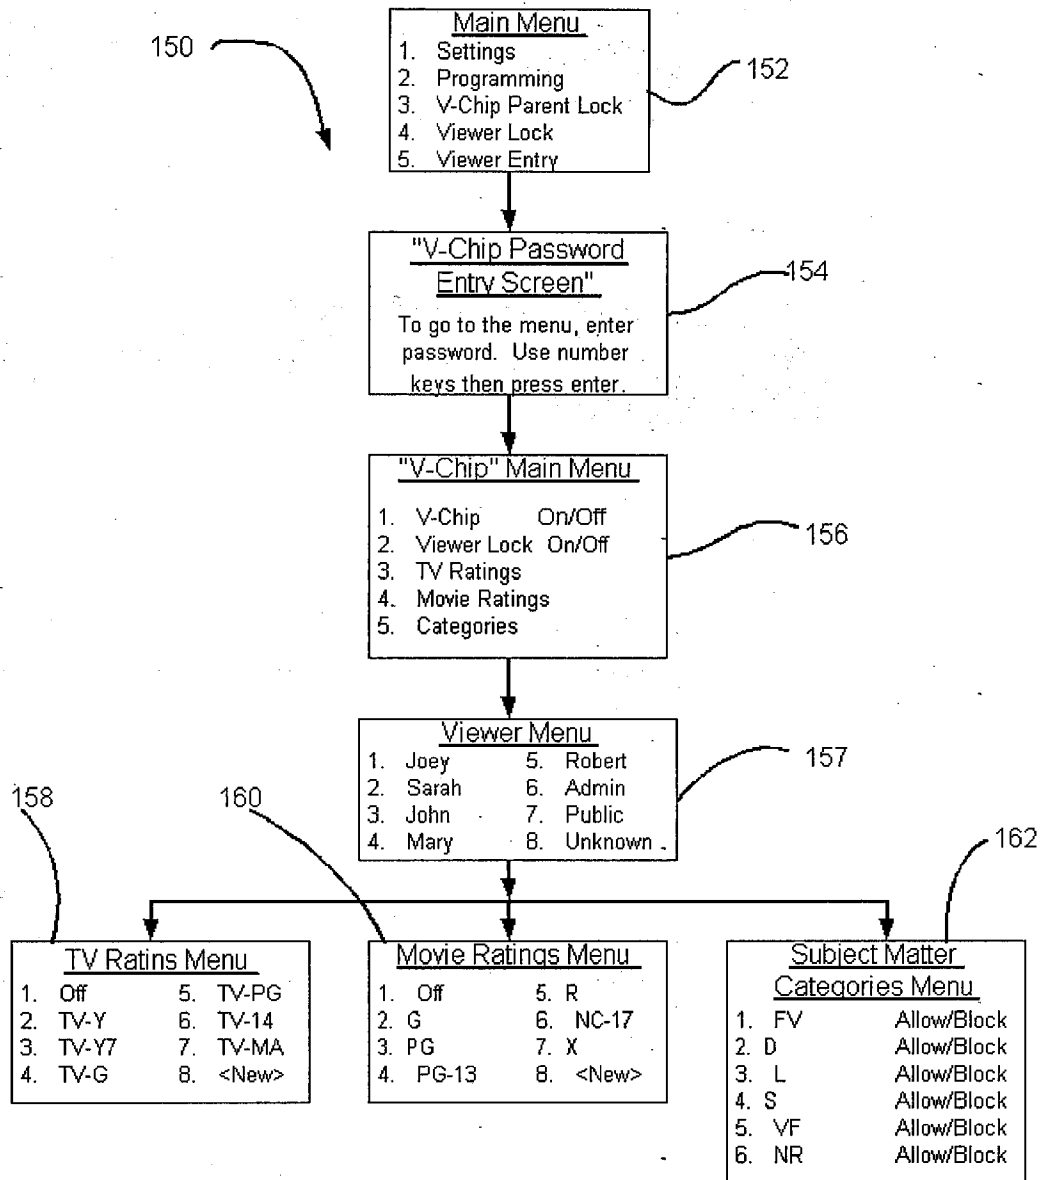 150
Main Menu
1. Settings
2. Programming
3. V-Chip Parent Lock
4. Viewer Lock
5. Viewer Entry
152
"V-Chip Password
Entry Screen"
To go to the menu, enter
password. Use number
keys then press enter.
154
"V-Chip" Main Menu
1. V-Chip On/Off
2. Viewer Lock On/Off
3. TV Ratings
4. Movie Ratings
5. Categories
156
Viewer Menu
1. Joey 5. Robert
2. Sarah 6. Admin
3. John 7. Public
4. Mary 8. Unknown
157
158
TV Ratins Menu
1. Off 5. TV-PG
2. TV-Y 6. TV-14
3. TV-Y7 7. TV-MA
4. TV-G 8. <New>
160
Movie Ratings Menu
1. Off 5. R
2. G 6. NC-17
3. PG 7. X
4. PG-13 8. <New>
162
Subject Matter
Categories Menu
1. FV Allow/Block
2. D Allow/Block
3. L Allow/Block
4. S Allow/Block
5. VF Allow/Block
6. NR Allow/Block